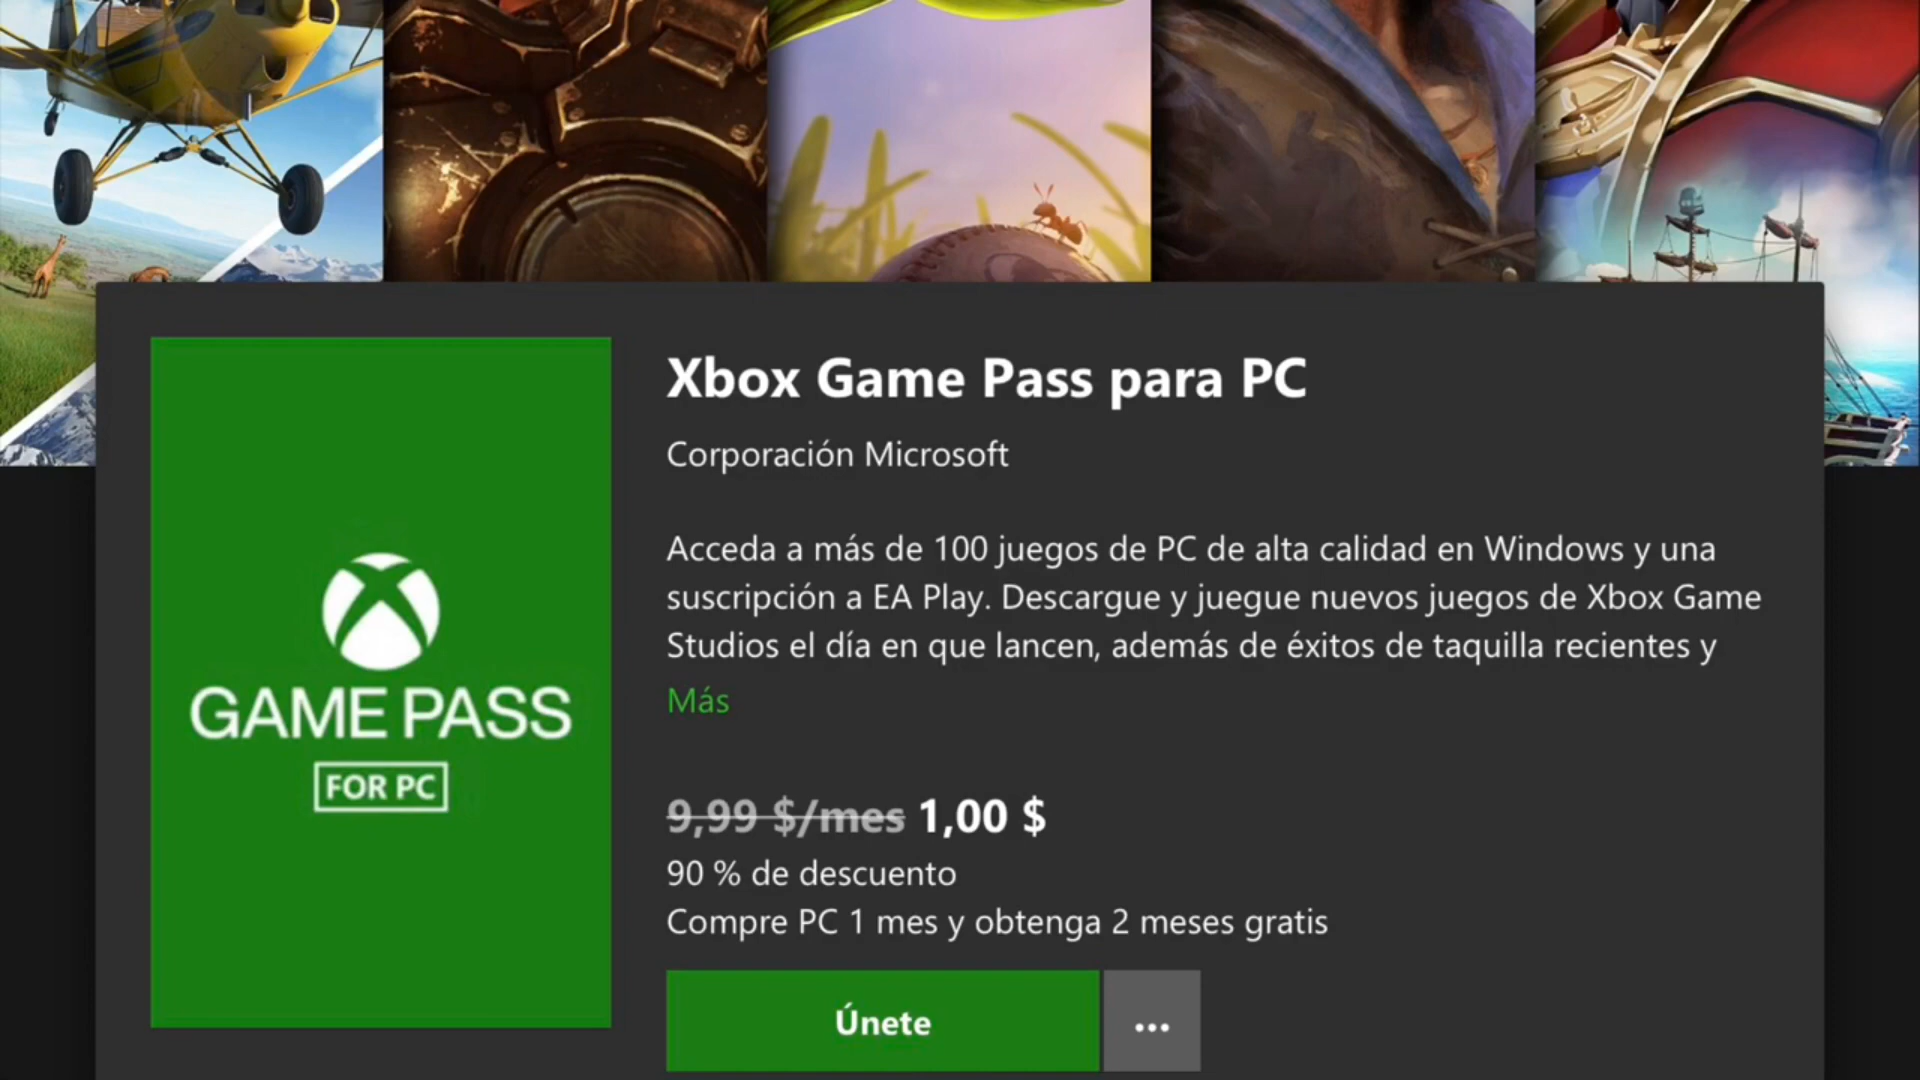 Xbox Game Pass para PC
Corporación Microsoft
Acceda a más de 100 juegos de PC de alta calidad en Windows y una
suscripción a EA Play. Descargue y juegue nuevos juegos de Xbox Game
Studios el día en que lancen, además de éxitos de taquilla recientes y
Más
GAME PASS
FOR PC
9,99 $/mes 1,00 $
90 % de descuento
Compre PC 1 mes y obtenga 2 meses gratis
Únete
...